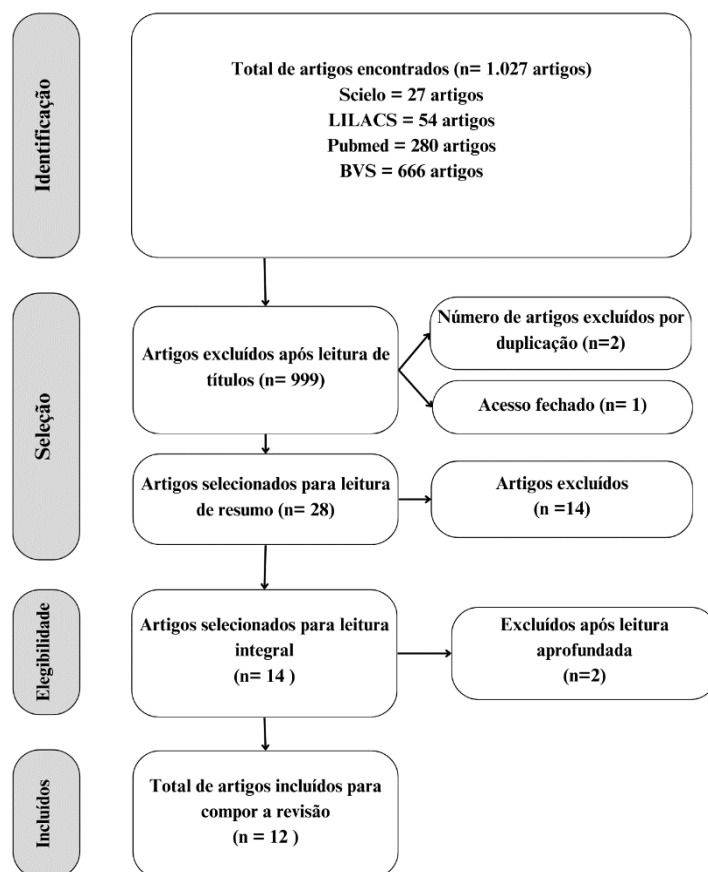 Identificação
Total de artigos encontrados (n= 1.027 artigos)
Scielo = 27 artigos
LILACS = 54 artigos
Pubmed = 280 artigos
BVS = 666 artigos
Seleção
Artigos excluídos após leitura de
títulos (n= 999)
Número de artigos excluídos por
duplicação (n=2)
Acesso fechado (n= 1)
Artigos selecionados para leitura
de resumo (n= 28)
Artigos excluídos
(n =14)
Elegibilidade
Artigos selecionados para leitura
integral
(n= 14 )
Excluídos após leitura
aprofundada
(n=2)
Incluídos
Total de artigos incluídos para
compor a revisão
(n = 12 )